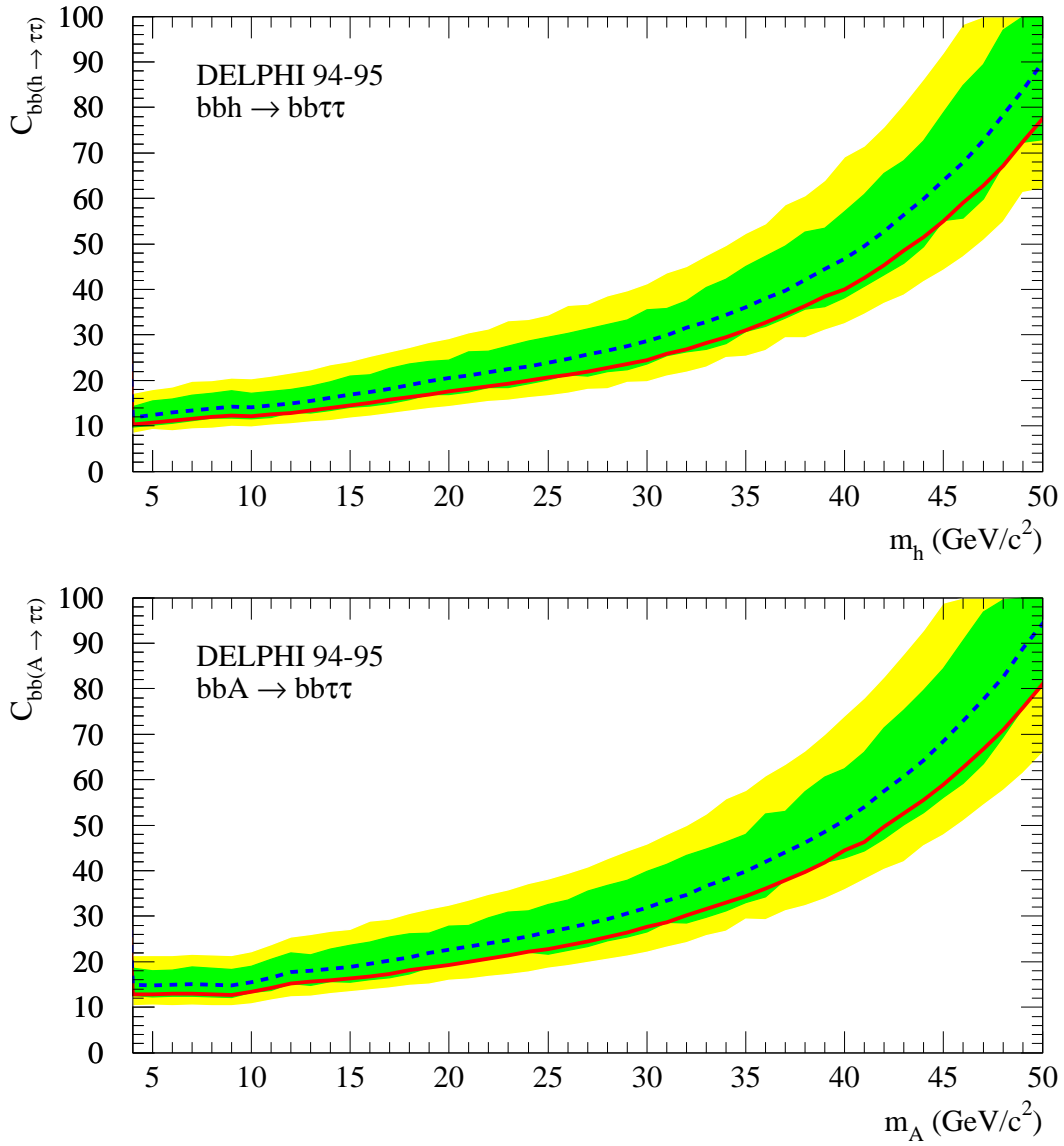 C_bb(h → ττ)
100
90
80
70
60
50
40
30
20
10
0
DELPHI 94-95
bbh → bbττ
5 10 15 20 25 30 35 40 45 50
m_h (GeV/c²)
C_bb(A → ττ)
100
90
80
70
60
50
40
30
20
10
0
DELPHI 94-95
bbA → bbττ
5 10 15 20 25 30 35 40 45 50
m_A (GeV/c²)